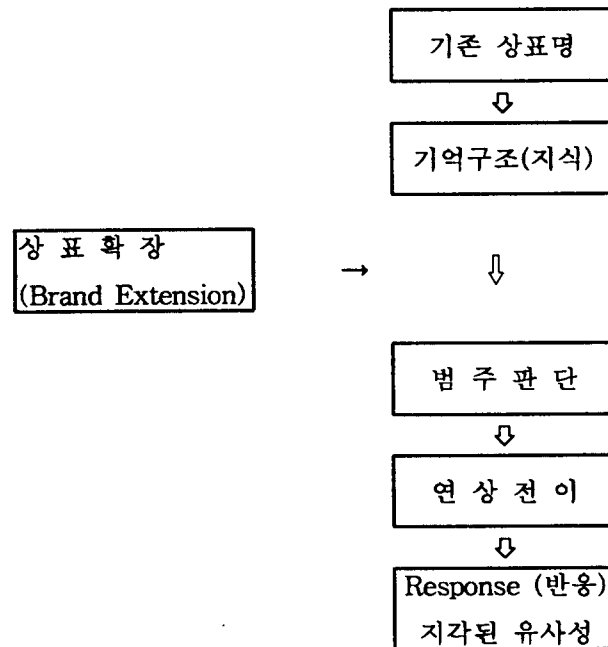 기존 상표명
기억구조(지식)
상 표 확 장
(Brand Extension)
범 주 판 단
연 상 전 이
Response (반응)
지각된 유사성